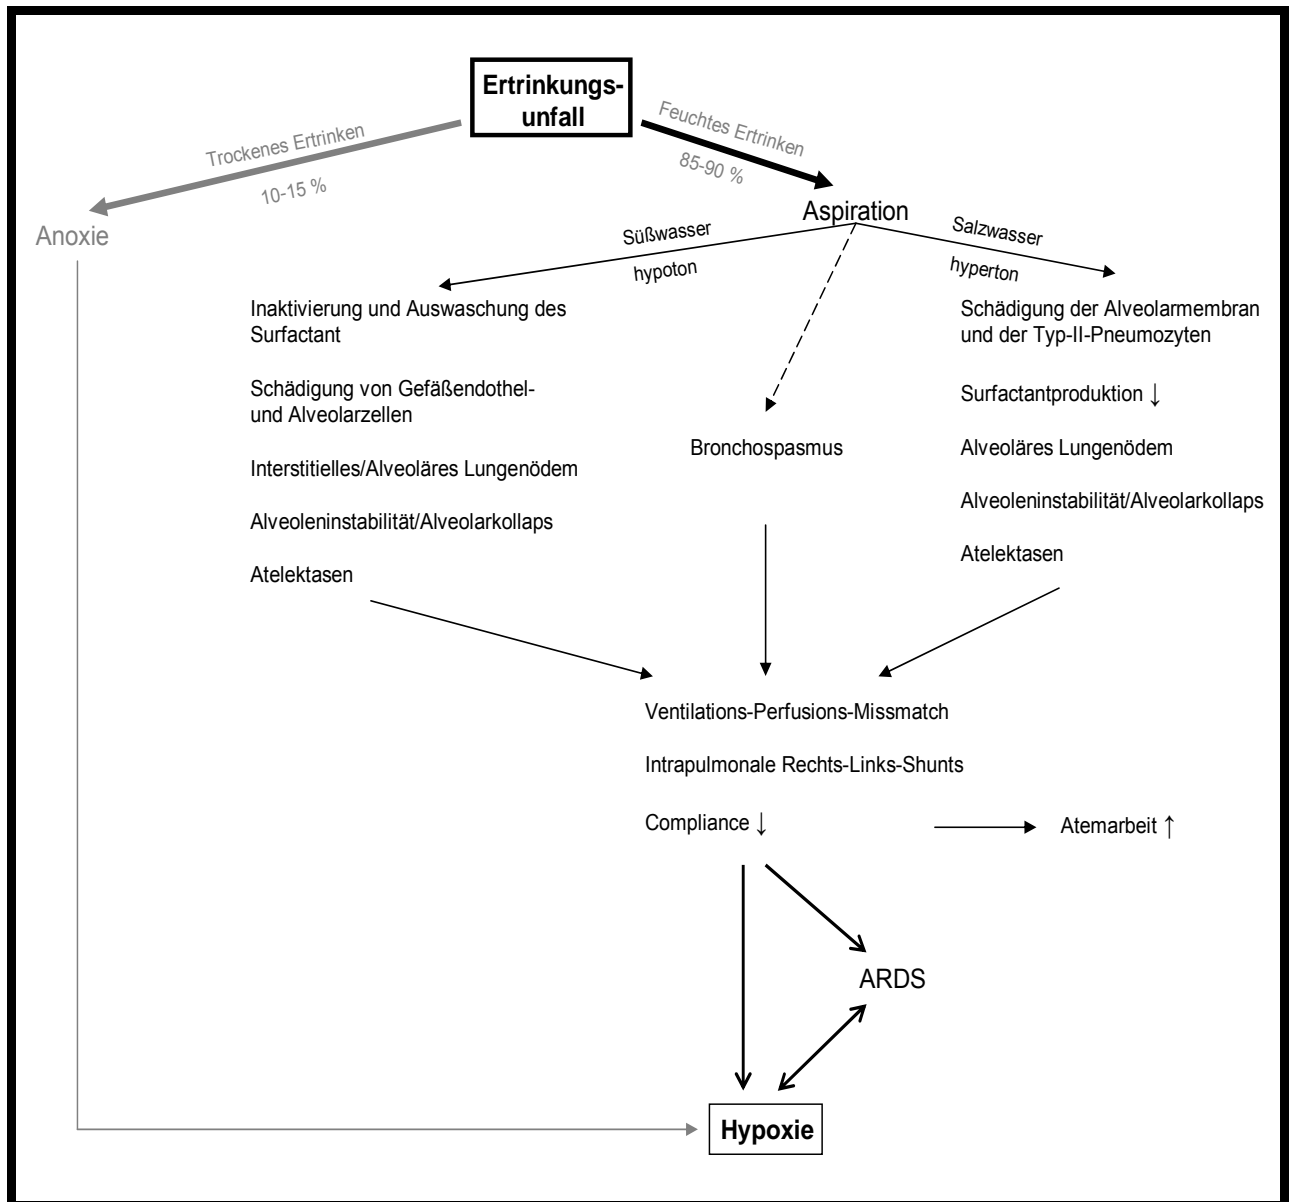 Ertrinkungs-
unfall
Trockenes Ertrinken
10-15 %
Feuchtes Ertrinken
85-90 %
Anoxie
Aspiration
Süßwasser
hypoton
Salzwasser
hyperton
Inaktivierung und Auswaschung des
Surfactant
Schädigung von Gefäßendothel-
und Alveolarzellen
Interstitielles/Alveoläres Lungenödem
Alveoleninstabilität/Alveolarkollaps
Atelektasen
Bronchospasmus
Schädigung der Alveolarmembran
und der Typ-II-Pneumozyten
Surfactantproduktion ↓
Alveoläres Lungenödem
Alveoleninstabilität/Alveolarkollaps
Atelektasen
Ventilations-Perfusions-Missmatch
Intrapulmonale Rechts-Links-Shunts
Compliance ↓
Atemarbeit ↑
ARDS
Hypoxie